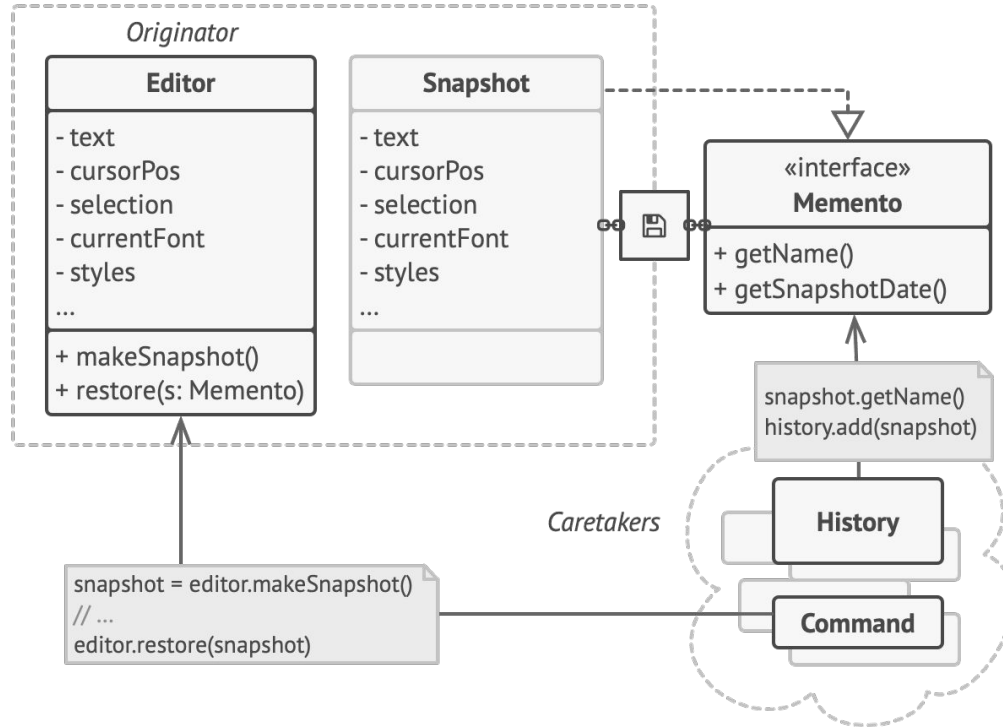 Originator
Editor
- text
- cursorPos
- selection
- currentFont
- styles
...
+ makeSnapshot()
+ restore(s: Memento)
Snapshot
- text
- cursorPos
- selection
- currentFont
- styles
...
«interface»
Memento
+ getName()
+ getSnapshotDate()
snapshot.getName()
history.add(snapshot)
Caretakers
History
Command
snapshot = editor.makeSnapshot()
// ...
editor.restore(snapshot)